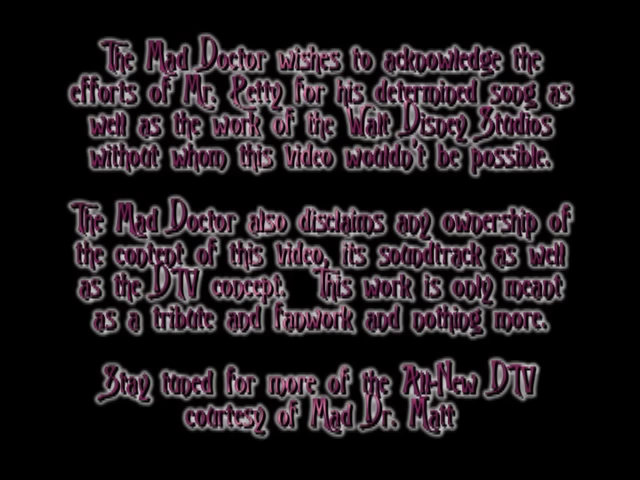 The Mad Doctor wishes to acknowledge the
efforts of Mr. Petty for his determined song as
well as the work of the Walt Disney Studios
without whom this video wouldn't be possible.
The Mad Doctor also disclaims any ownership of
the content of this video, its soundtrack as well
as the DTV concept. This work is only meant
as a tribute and fanwork and nothing more.
Stay tuned for more of the All-New DTV
courtesy of Mad Dr. Matt